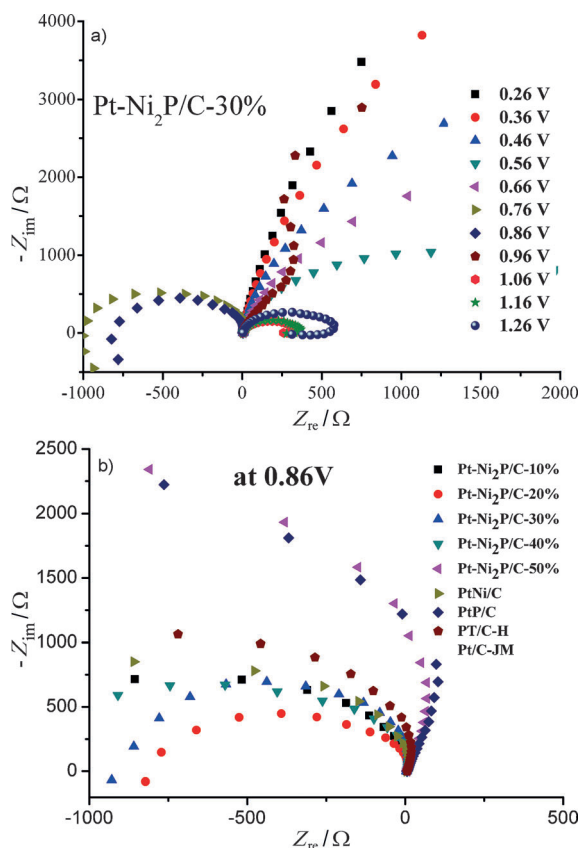 a)
Pt-Ni2P/C-30%
0.26 V
0.36 V
0.46 V
0.56 V
0.66 V
0.76 V
0.86 V
0.96 V
1.06 V
1.16 V
1.26 V
4000
3000
2000
1000
0
-Zim/Ω
-1000 -500 0 500 1000 1500 2000
Zre/Ω
b)
at 0.86V
Pt-Ni2P/C-10%
Pt-Ni2P/C-20%
Pt-Ni2P/C-30%
Pt-Ni2P/C-40%
Pt-Ni2P/C-50%
PtNi/C
PtP/C
PT/C-H
Pt/C-JM
2500
2000
1500
1000
500
0
-Zim/Ω
-1000 -500 0 500
Zre/Ω